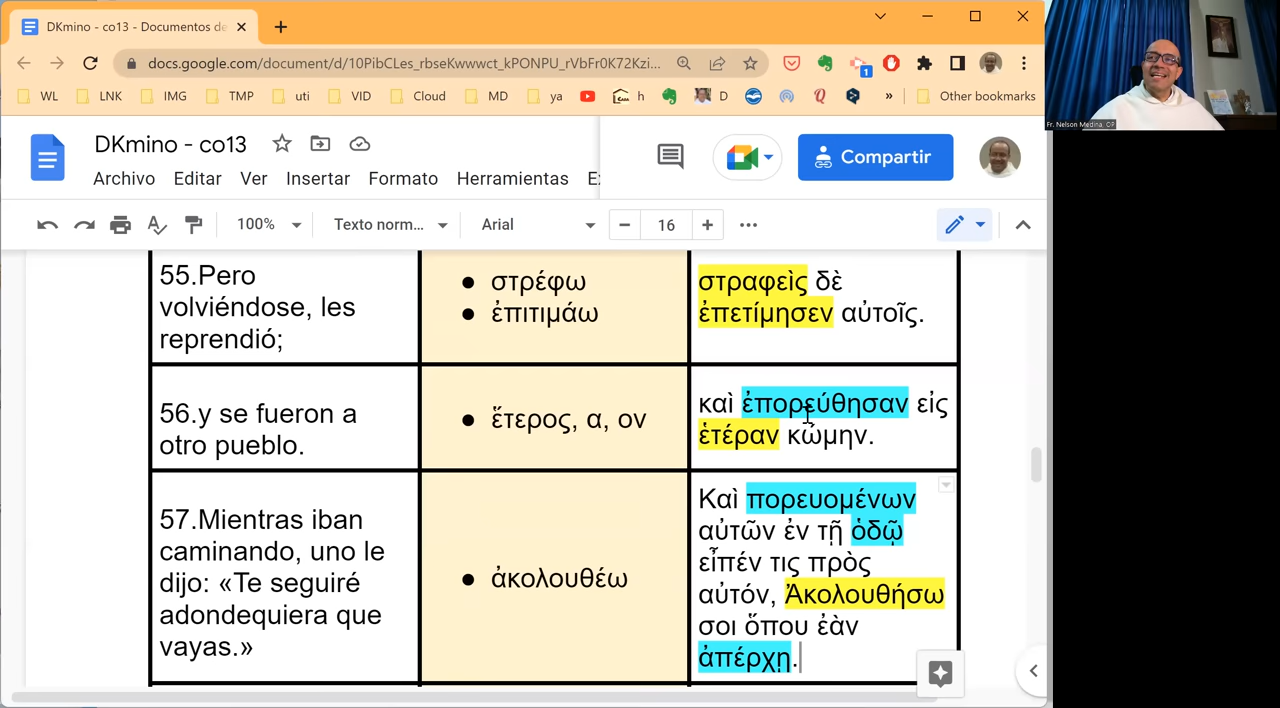 DKmino - co13 - Documentos de
docs.google.com/document/d/10PibCLes_rbseKwwwct_kPONPU_rVbFr0K72Kzi...
WL LNK IMG TMP uti VID Cloud MD ya h D » Other bookmarks
1
Fr. Nelson Medina, OP
DKmino - co13
Compartir
Archivo Editar Ver Insertar Formato Herramientas E
100% Texto norm... Arial 16
55.Pero
volviéndose, les
reprendió;
στρέφω
ἐπιτιμάω
στραφεὶς δὲ
ἐπετίμησεν αὐτοῖς.
56.y se fueron a
otro pueblo.
ἕτερος, α, ον
καὶ ἐπορεύθησαν εἰς
ἑτέραν κώμην.
57.Mientras iban
caminando, uno le
dijo: «Te seguiré
adondequiera que
vayas.»
ἀκολουθέω
Καὶ πορευομένων
αὐτῶν ἐν τῇ ὁδῷ
εἶπέν τις πρὸς
αὐτόν, Ἀκολουθήσω
σοι ὅπου ἐὰν
ἀπέρχῃ.